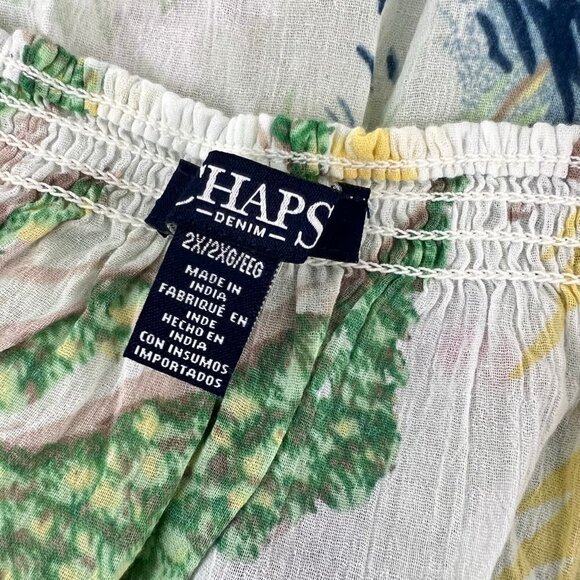 CHAPS
DENIM
2X/2XG/EEG
MADE IN
INDIA
FABRIQUÉ EN
INDE
HECHO EN
INDIA
CON INSUMOS
IMPORTADOS